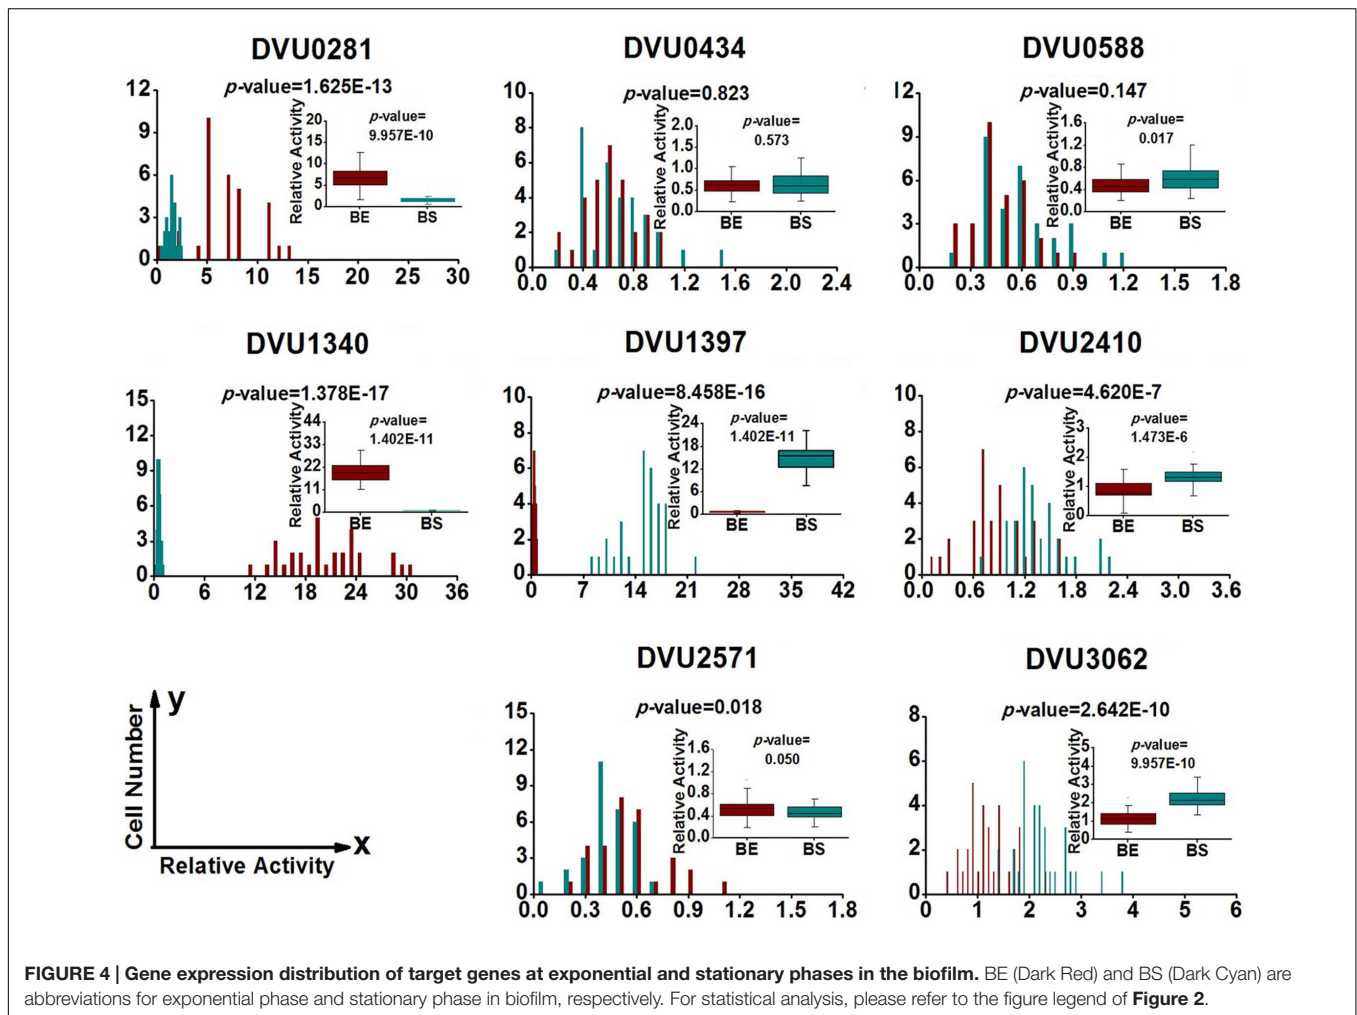 DVU0281
p-value=1.625E-13
12
9
6
3
0
0 5 10 15 20 25 30
Relative Activity
20
15
10
5
0
p-value=
9.957E-10
BE BS
DVU0434
p-value=0.823
10
8
6
4
2
0
0.0 0.4 0.8 1.2 1.6 2.0 2.4
Relative Activity
2.0
1.5
1.0
0.5
0.0
p-value=
0.573
BE BS
DVU0588
p-value=0.147
12
9
6
3
0
0.0 0.3 0.6 0.9 1.2 1.5 1.8
Relative Activity
1.6
1.2
0.8
0.4
0.0
p-value=
0.017
BE BS
DVU1340
p-value=1.378E-17
15
12
9
6
3
0
0 6 12 18 24 30 36
Relative Activity
44
33
22
11
0
p-value=
1.402E-11
BE BS
DVU1397
p-value=8.458E-16
10
8
6
4
2
0
0 7 14 21 28 35 42
Relative Activity
24
18
12
6
0
p-value=
1.402E-11
BE BS
DVU2410
p-value=4.620E-7
10
8
6
4
2
0
0.0 0.6 1.2 1.8 2.4 3.0 3.6
Relative Activity
3
2
1
0
p-value=
1.473E-6
BE BS
y
Cell Number
x
Relative Activity
DVU2571
p-value=0.018
15
12
9
6
3
0
0.0 0.3 0.6 0.9 1.2 1.5 1.8
Relative Activity
1.6
1.2
0.8
0.4
0.0
p-value=
0.050
BE BS
DVU3062
p-value=2.642E-10
8
6
4
2
0
0 1 2 3 4 5 6
Relative Activity
5
4
3
2
1
0
p-value=
9.957E-10
BE BS
FIGURE 4 | Gene expression distribution of target genes at exponential and stationary phases in the biofilm. BE (Dark Red) and BS (Dark Cyan) are
abbreviations for exponential phase and stationary phase in biofilm, respectively. For statistical analysis, please refer to the figure legend of Figure 2.